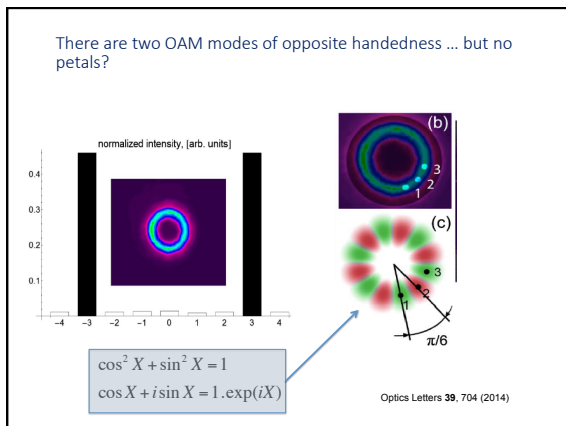 There are two OAM modes of opposite handedness ... but no
petals?
normalized intensity, [arb. units]
0.4
0.3
0.2
0.1
−4 −3 −2 −1 0 1 2 3 4
(b)
3
2
1
(c)
3
2
1
π/6
cos² X + sin² X = 1
cos X + i sin X = 1.exp(iX)
Optics Letters 39, 704 (2014)